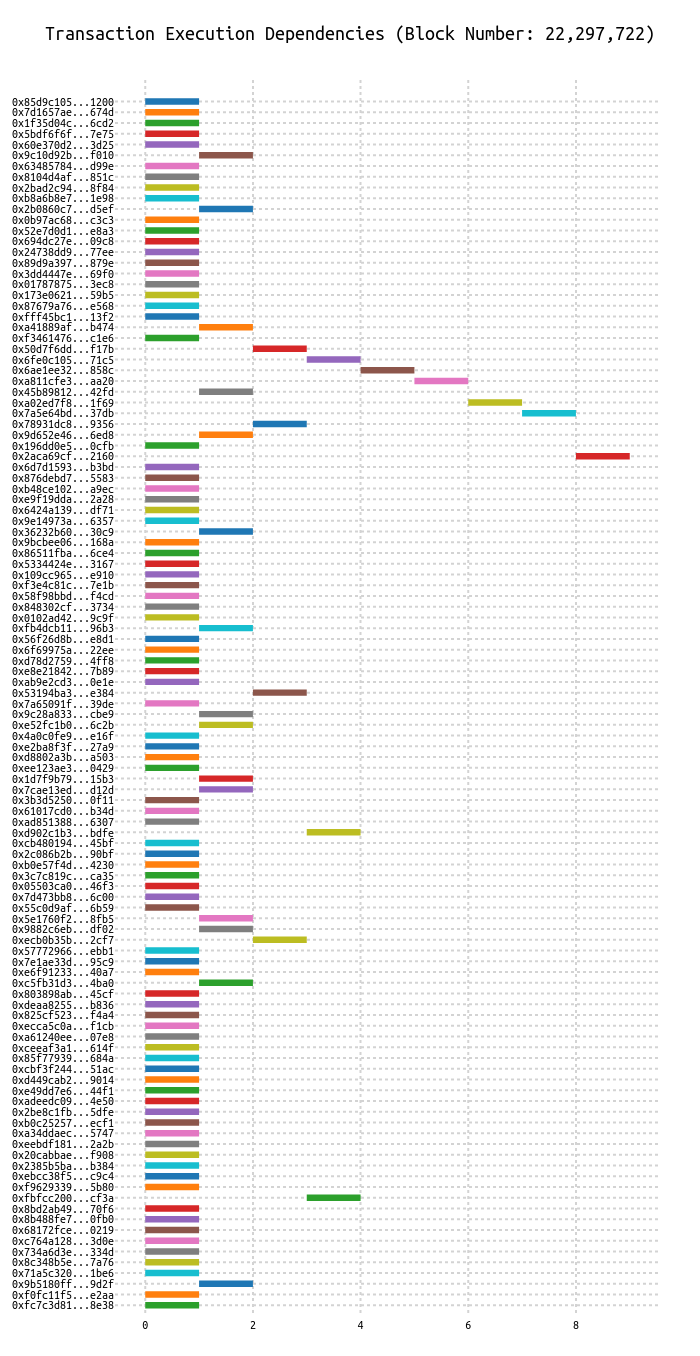 Transaction Execution Dependencies (Block Number: 22,297,722)
0x85d9c105...1200
0x7d1657ae...674d
0x1f35d04c...6cd2
0x5bdf6f6f...7e75
0x60e370d2...3d25
0x9c10d92b...f010
0x63485784...d99e
0x8104d4af...851c
0x2bad2c94...8f84
0xb8a6b8e7...1e98
0x2b0860c7...d5ef
0x0b97ac68...c3c3
0x52e7d0d1...e8a3
0x694dc27e...09c8
0x24738dd9...77ee
0x89d9a397...879e
0x3dd4447e...69f0
0x01787875...3ec8
0x173e0621...59b5
0x87679a76...e568
0xfff45bc1...13f2
0xa41889af...b474
0xf3461476...c1e6
0x50d7f6dd...f17b
0x6fe0c105...71c5
0x6ae1ee32...858c
0xa811cfe3...aa20
0x45b89812...42fd
0xa02ed7f8...1f69
0x7a5e64bd...37db
0x78931dc8...9356
0x9d652e46...6ed8
0x196dd0e5...0cfb
0x2aca69cf...2160
0x6d7d1593...b3bd
0x876debd7...5583
0xb48ce102...a9ec
0xe9f19dda...2a28
0x6424a139...df71
0x9e14973a...6357
0x36232b60...30c9
0x9bcbee06...168a
0x86511fba...6ce4
0x5334424e...3167
0x109cc965...e910
0xf3e4c81c...7e1b
0x58f98bbd...f4cd
0x848302cf...3734
0x0102ad42...9c9f
0xfb4dcb11...96b3
0x56f26d8b...e8d1
0x6f69975a...22ee
0xd78d2759...4ff8
0xe8e21842...7b89
0xab9e2cd3...0e1e
0x53194ba3...e384
0x7a65091f...39de
0x9c28a833...cbe9
0xe52fc1b0...6c2b
0x4a0c0fe9...e16f
0xe2ba8f3f...27a9
0xd8802a3b...a503
0xee123ae3...0429
0x1d7f9b79...15b3
0x7cae13ed...d12d
0x3b3d5250...0f11
0x61017cd0...b34d
0xad851388...6307
0xd902c1b3...bdfe
0xcb480194...45bf
0x2c086b2b...90bf
0xb0e57f4d...4230
0x3c7c819c...ca35
0x05503ca0...46f3
0x7d473bb8...6c00
0x55c0d9af...6b59
0x5e1760f2...8fb5
0x9882c6eb...df02
0xecb0b35b...2cf7
0x57772966...ebb1
0x7e1ae33d...95c9
0xe6f91233...40a7
0xc5fb31d3...4ba0
0x803898ab...45cf
0xdeaa8255...b836
0x825cf523...f4a4
0xecca5c0a...f1cb
0xa61240ee...07e8
0xceeaf3a1...614f
0x85f77939...684a
0xcbf3f244...51ac
0xd449cab2...9014
0xe49dd7e6...44f1
0xadeedc09...4e50
0x2be8c1fb...5dfe
0xb0c25257...ecf1
0xa34ddaec...5747
0xeebdf181...2a2b
0x20cabbae...f908
0x2385b5ba...b384
0xebcc38f5...c9c4
0xf9629339...5b80
0xfbfcc200...cf3a
0x8bd2ab49...70f6
0x8b488fe7...0fb0
0x68172fce...0219
0xc764a128...3d0e
0x734a6d3e...334d
0x8c348b5e...7a76
0x71a5c320...1be6
0x9b5180ff...9d2f
0xf0fc11f5...e2aa
0xfc7c3d81...8e38
0 2 4 6 8